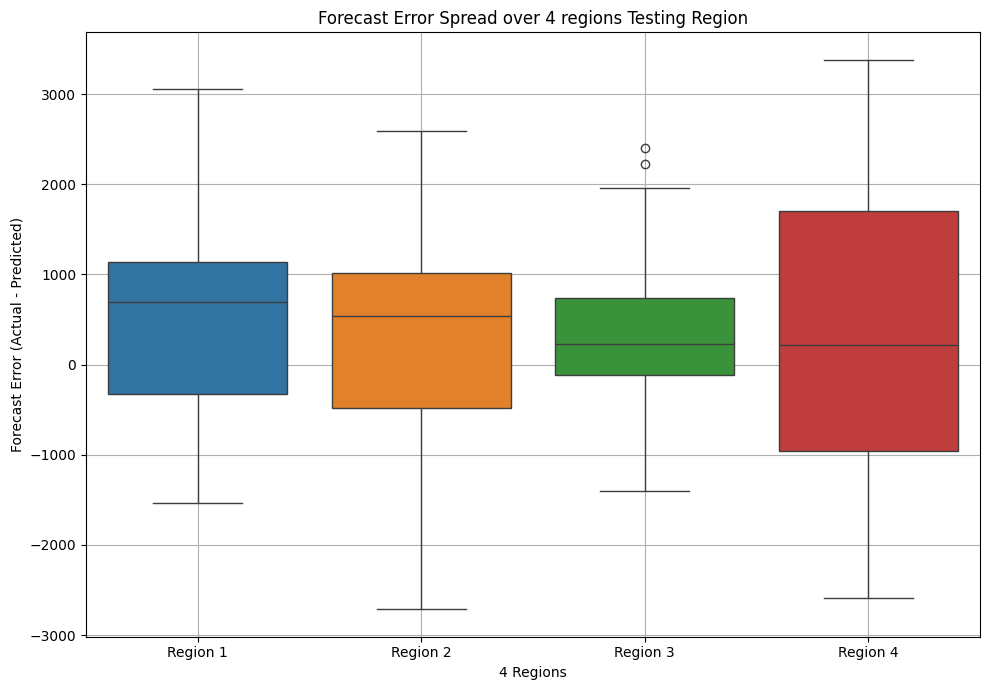 Forecast Error Spread over 4 regions Testing Region
Forecast Error (Actual - Predicted)
3000
2000
1000
0
−1000
−2000
−3000
Region 1
Region 2
Region 3
Region 4
4 Regions